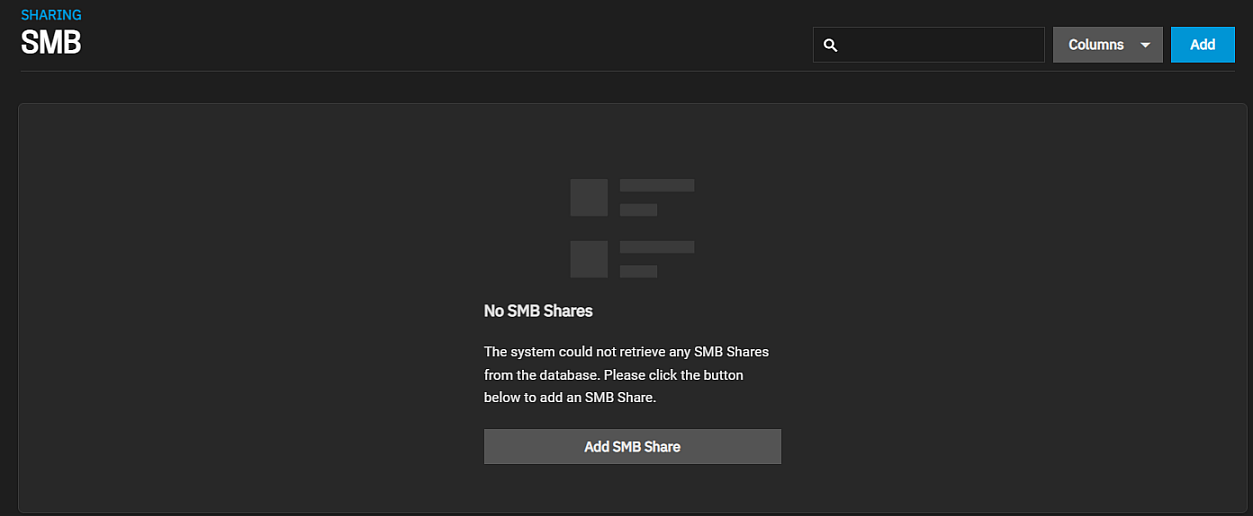 SHARING
SMB
Columns
Add
No SMB Shares
The system could not retrieve any SMB Shares
from the database. Please click the button
below to add an SMB Share.
Add SMB Share